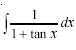 ∫ 1/(1 + tan x) dx